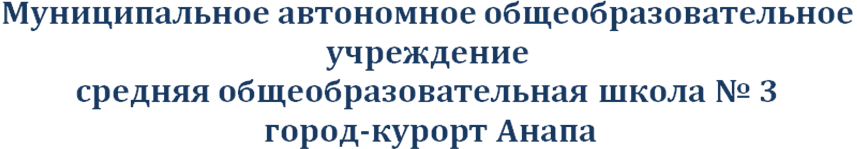 Муниципальное автономное общеобразовательное
учреждение
средняя общеобразовательная школа № 3
город-курорт Анапа